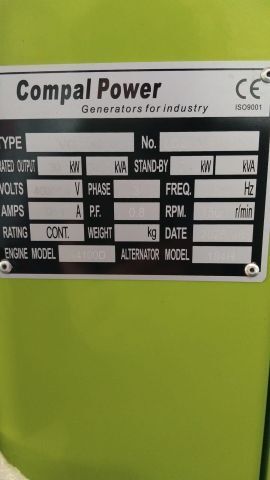 Compal Power
Generators for industry
CE
ISO9001
TYPE No.
RATED OUTPUT kW kVA STAND-BY kW kVA
VOLTS V PHASE 3 FREQ. Hz
AMPS A P.F. 0.8 RPM. r/min
RATING CONT. WEIGHT kg DATE
ENGINE MODEL ALTERNATOR MODEL